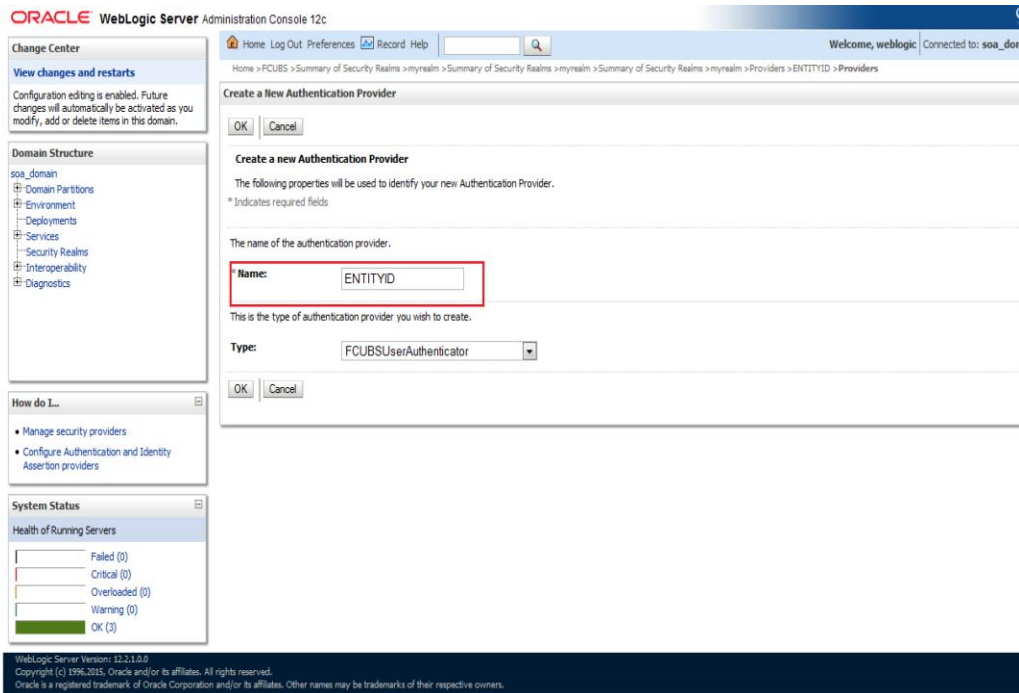 ORACLE WebLogic Server Administration Console 12c
Change Center
View changes and restarts
Configuration editing is enabled. Future
changes will automatically be activated as you
modify, add or delete items in this domain.
Domain Structure
soa_domain
Domain Partitions
Environment
Deployments
Services
Security Realms
Interoperability
Diagnostics
How do I...
Manage security providers
Configure Authentication and Identity
Assertion providers
System Status
Health of Running Servers
Failed (0)
Critical (0)
Overloaded (0)
Warning (0)
OK (3)
Home Log Out Preferences Record Help
Welcome, weblogic Connected to: soa_dor
Home >FCUBS >Summary of Security Realms >myrealm >Summary of Security Realms >myrealm >Summary of Security Realms >myrealm >Providers >ENTITYID >Providers
Create a New Authentication Provider
OK Cancel
Create a new Authentication Provider
The following properties will be used to identify your new Authentication Provider.
* Indicates required fields
The name of the authentication provider.
* Name: ENTITYID
This is the type of authentication provider you wish to create.
Type: FCUBSUserAuthenticator
OK Cancel
WebLogic Server Version: 12.2.1.0.0
Copyright (c) 1996,2015, Oracle and/or its affiliates. All rights reserved.
Oracle is a registered trademark of Oracle Corporation and/or its affiliates. Other names may be trademarks of their respective owners.